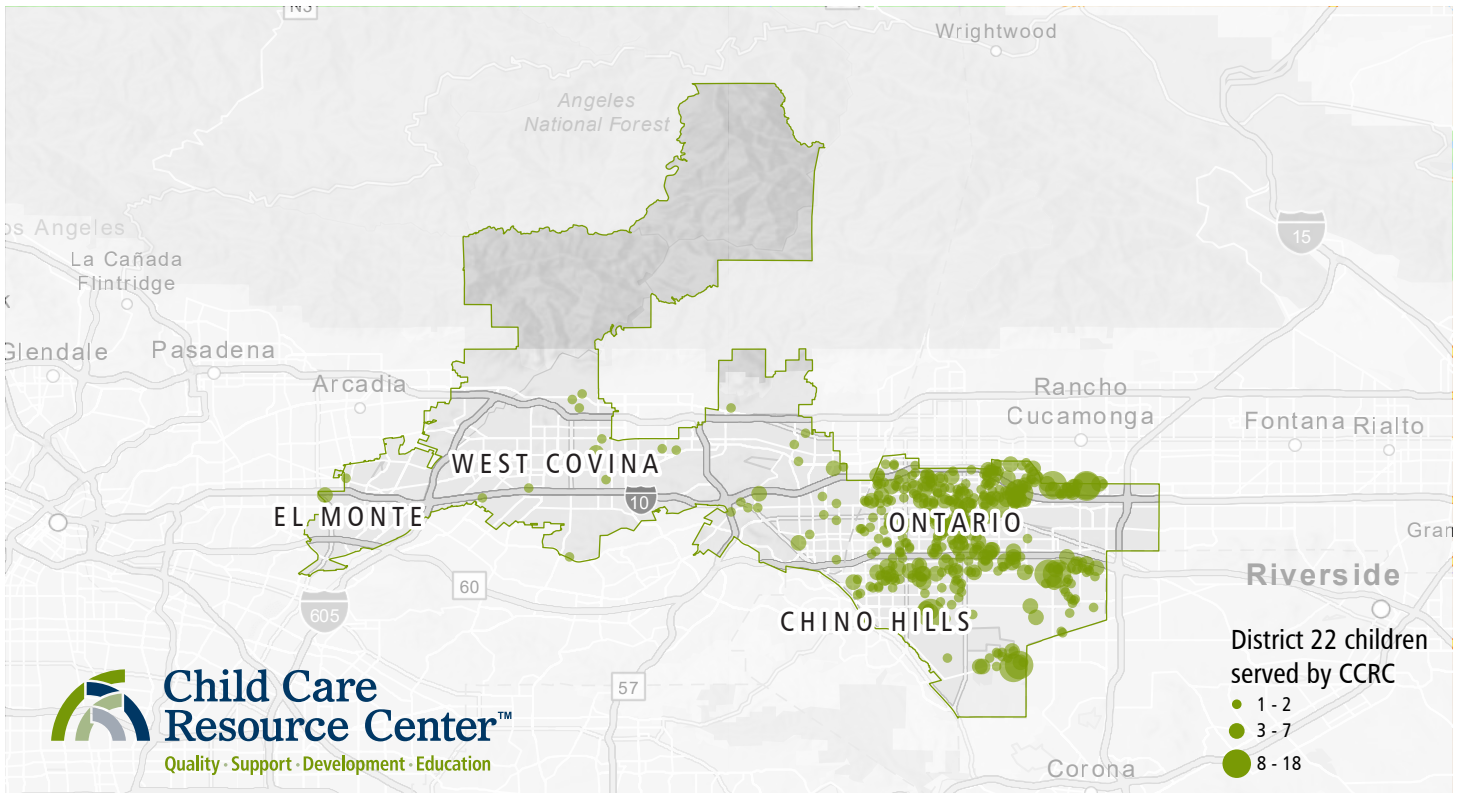 N3
Wrightwood
Angeles
National Forest
15
os Angeles
La Cañada
Flintridge
Glendale
Pasadena
Arcadia
Rancho
Cucamonga
Fontana
Rialto
WEST COVINA
10
EL MONTE
ONTARIO
Gran
60
Riverside
605
CHINO HILLS
57
Corona
District 22 children
served by CCRC
1 - 2
3 - 7
8 - 18
Child Care
Resource Center™
Quality · Support · Development · Education